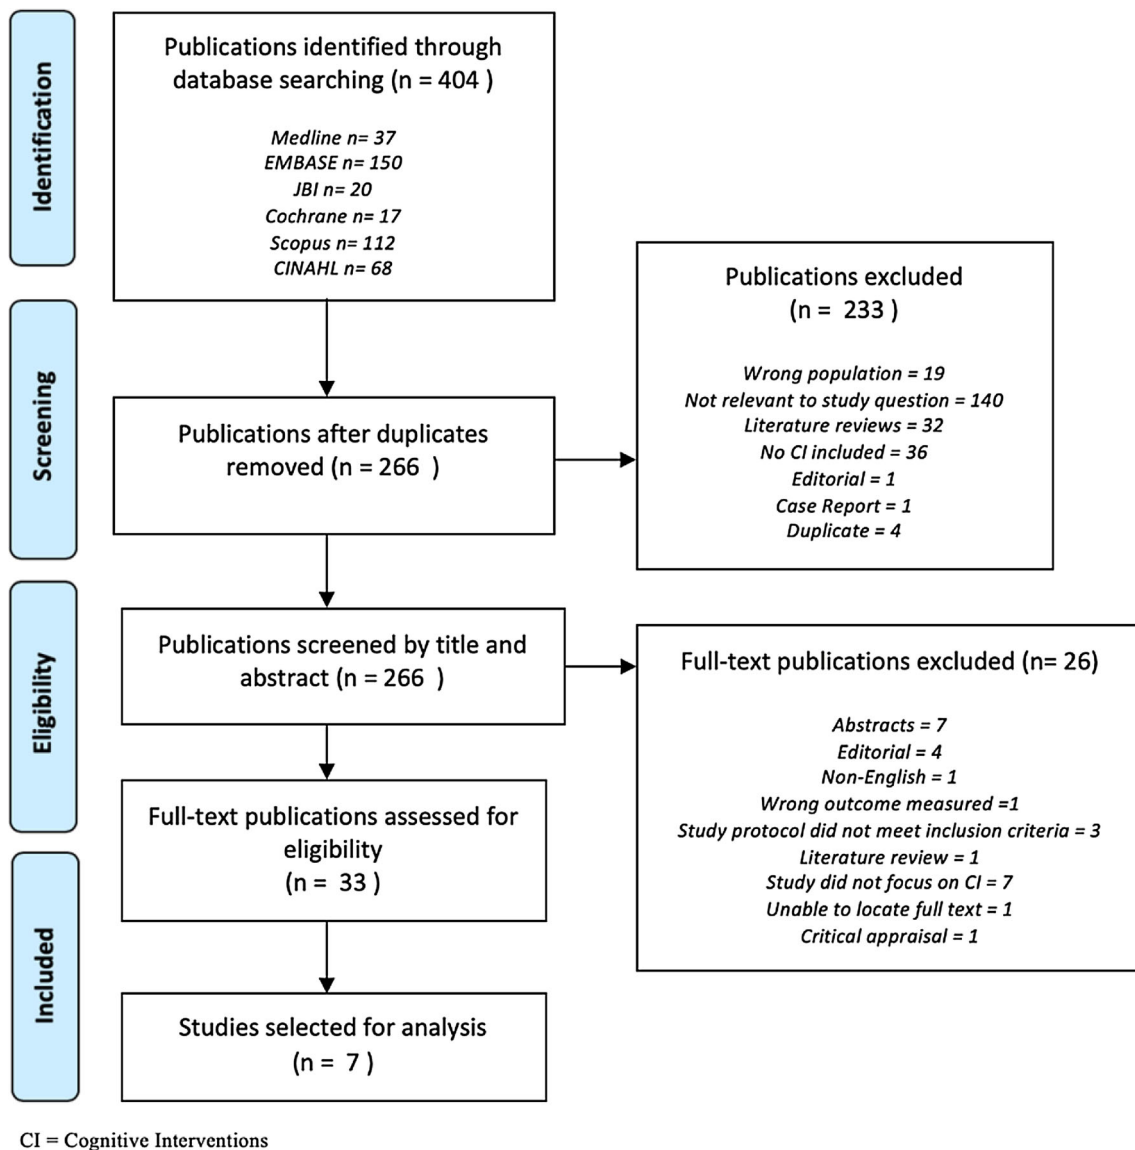 Identification
Publications identified through
database searching (n = 404 )
Medline n= 37
EMBASE n= 150
JBI n= 20
Cochrane n= 17
Scopus n= 112
CINAHL n= 68
Screening
Publications after duplicates
removed (n = 266 )
Publications excluded
(n = 233 )
Wrong population = 19
Not relevant to study question = 140
Literature reviews = 32
No CI included = 36
Editorial = 1
Case Report = 1
Duplicate = 4
Eligibility
Publications screened by title and
abstract (n = 266 )
Full-text publications excluded (n= 26)
Abstracts = 7
Editorial = 4
Non-English = 1
Wrong outcome measured =1
Study protocol did not meet inclusion criteria = 3
Literature review = 1
Study did not focus on CI = 7
Unable to locate full text = 1
Critical appraisal = 1
Full-text publications assessed for
eligibility
(n = 33 )
Included
Studies selected for analysis
(n = 7 )
CI = Cognitive Interventions